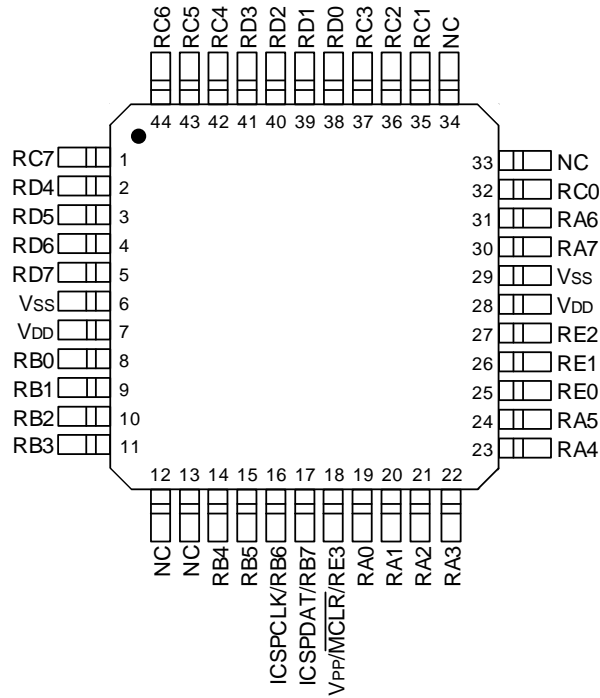 RC6 RC5 RC4 RD3 RD2 RD1 RD0 RC3 RC2 RC1 NC
44 43 42 41 40 39 38 37 36 35 34
RC7 1
RD4 2
RD5 3
RD6 4
RD7 5
VSS 6
VDD 7
RB0 8
RB1 9
RB2 10
RB3 11
33 NC
32 RC0
31 RA6
30 RA7
29 VSS
28 VDD
27 RE2
26 RE1
25 RE0
24 RA5
23 RA4
12 13 14 15 16 17 18 19 20 21 22
NC NC RB4 RB5 ICSPCLK/RB6 ICSPDAT/RB7 VPP/MCLR/RE3 RA0 RA1 RA2 RA3